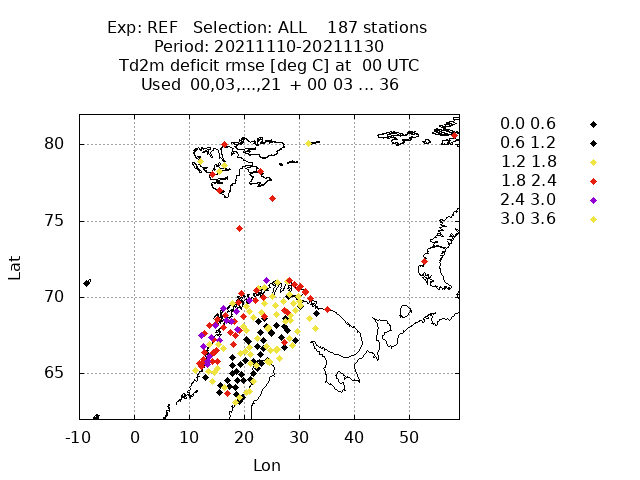 Exp: REF   Selection: ALL    187 stations
Period: 20211110-20211130
Td2m deficit rmse [deg C] at  00 UTC
Used  00,03,...,21  + 00 03 ... 36
0.0 0.6
0.6 1.2
1.2 1.8
1.8 2.4
2.4 3.0
3.0 3.6
80
75
70
65
Lat
-10 0 10 20 30 40 50
Lon